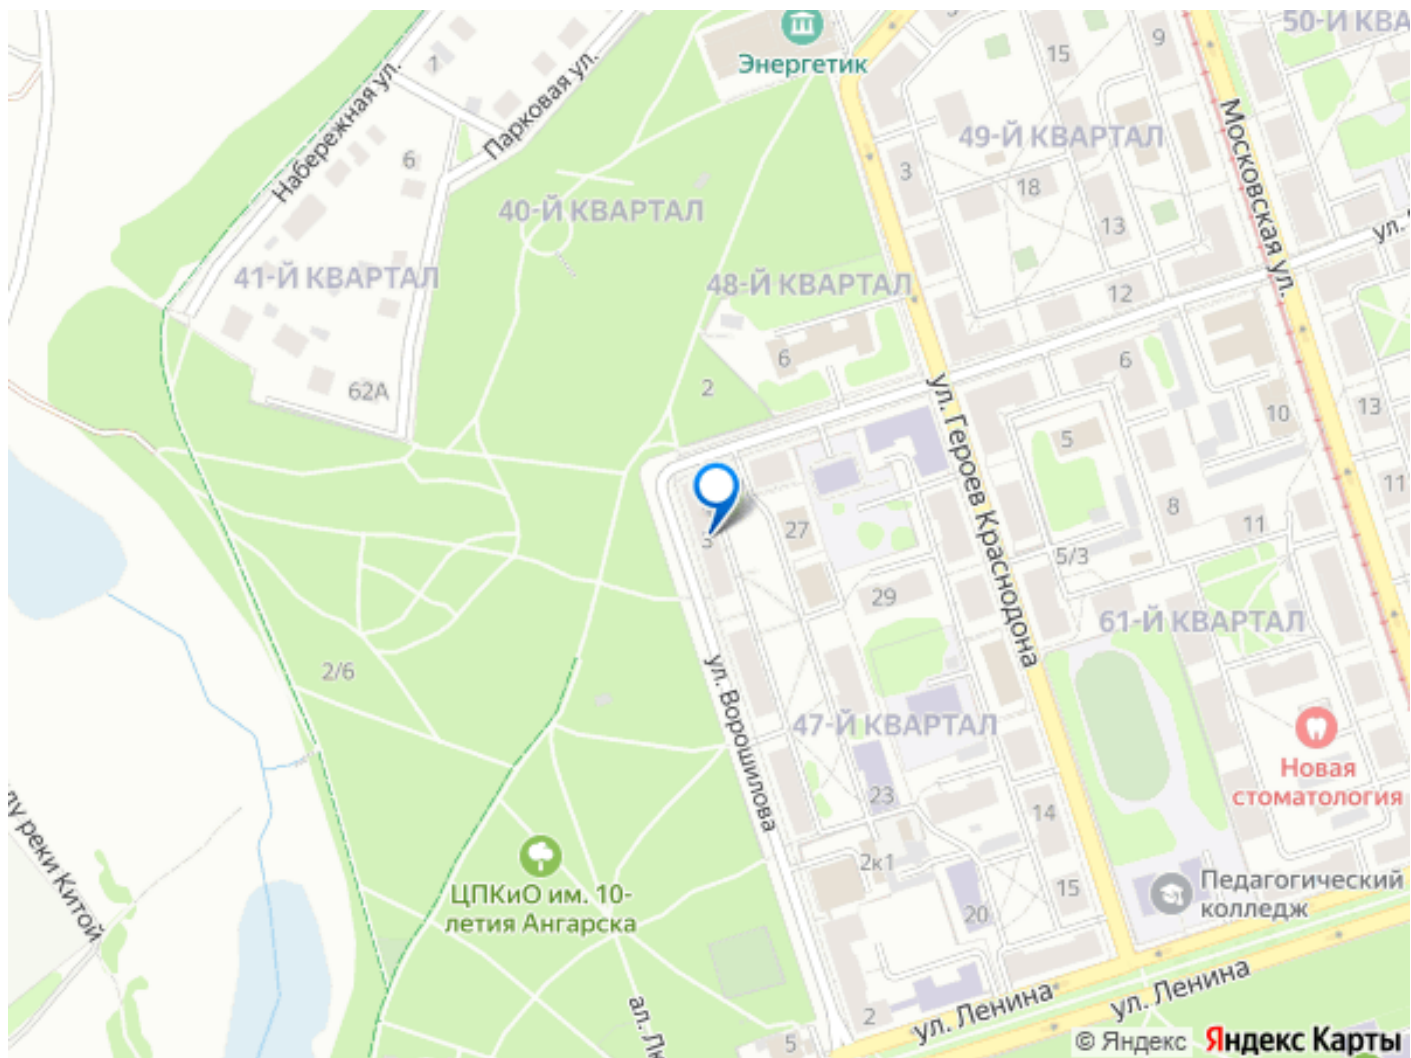 50-Й КВА
9
15
Энергетик
1
Набережная ул.
Парковая ул.
6
49-Й КВАРТАЛ
Московская ул.
3
18
40-Й КВАРТАЛ
13
ул.
41-Й КВАРТАЛ
48-Й КВАРТАЛ
12
6
6
62А
2
ул. Героев Краснодона
10
13
5
11
8
27
11
3
5/3
29
61-Й КВАРТАЛ
2/6
ул. Ворошилова
47-Й КВАРТАЛ
Новая
стоматология
23
14
2к1
ЦПКиО им. 10-
летия Ангарска
15
20
Педагогический
колледж
реки Китой
ал.
2
5
ул. Ленина
ул. Ленина
© Яндекс Яндекс Карты